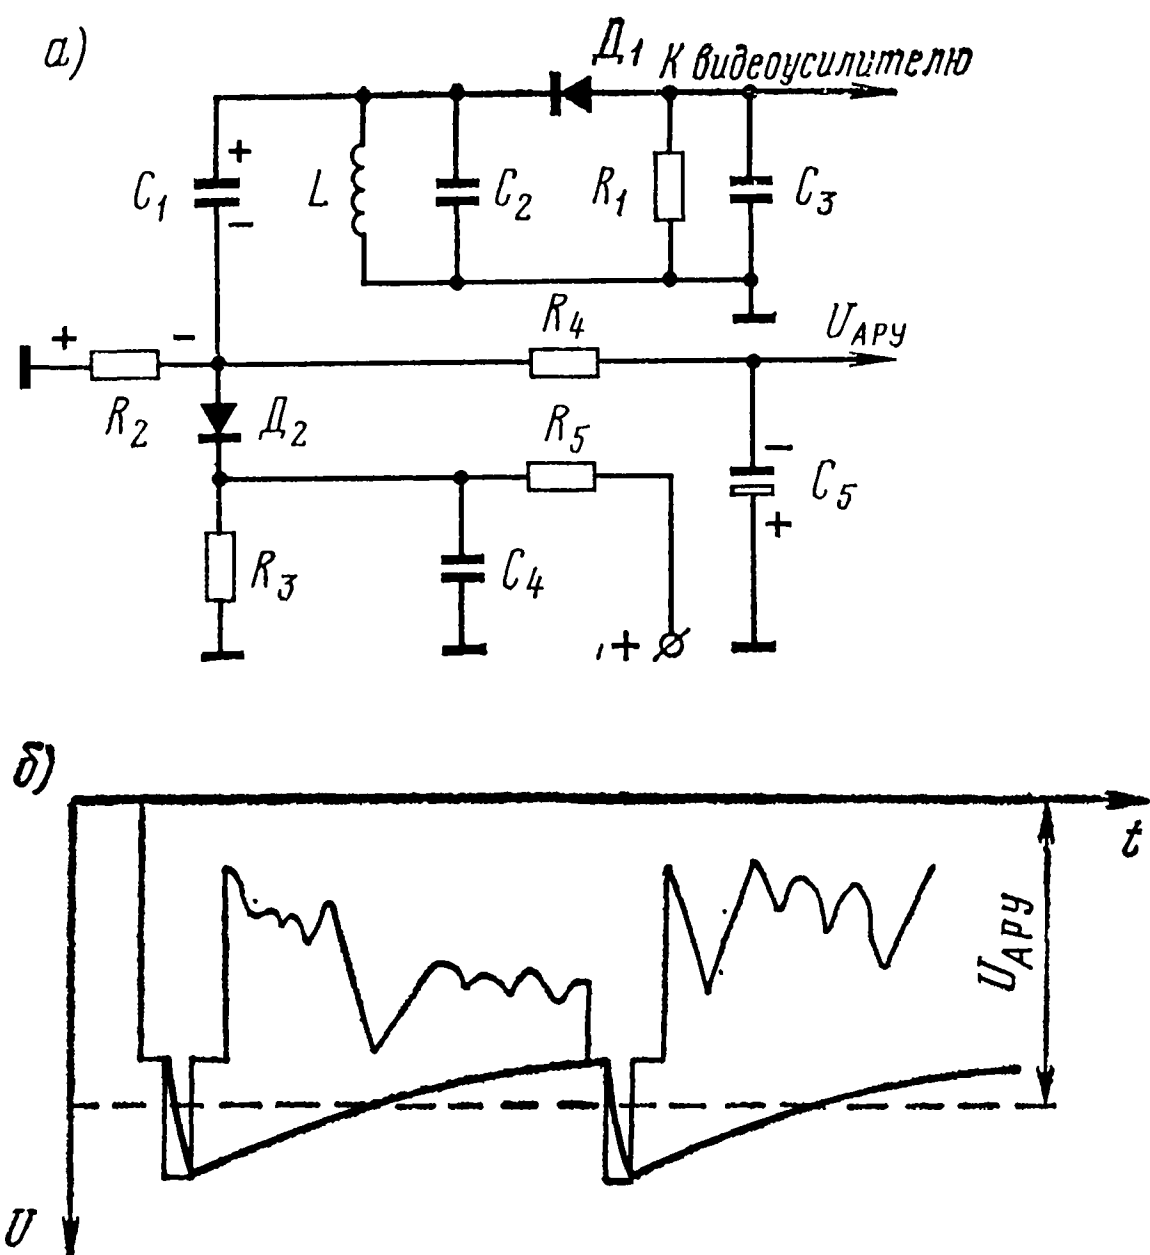 а)
Д1 К видеоусилителю
+
C1 L C2 R1 C3
−
R4 UАРУ
+ −
R2 Д2 R5
− C5
+
R3 C4
+
б)
t
UАРУ
U